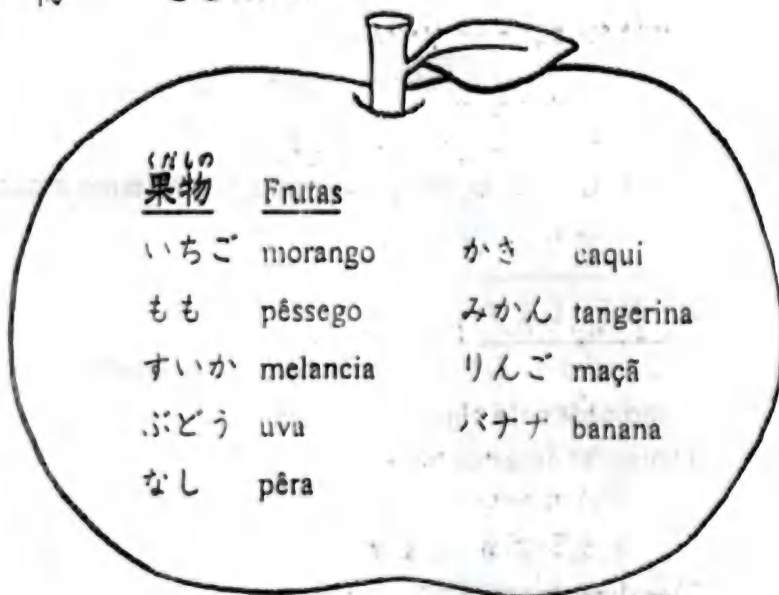 くだもの
果物 Frutas
いちご morango かき caqui
もも pêssego みかん tangerina
すいか melancia りんご maçã
ぶどう uva バナナ banana
なし pêra